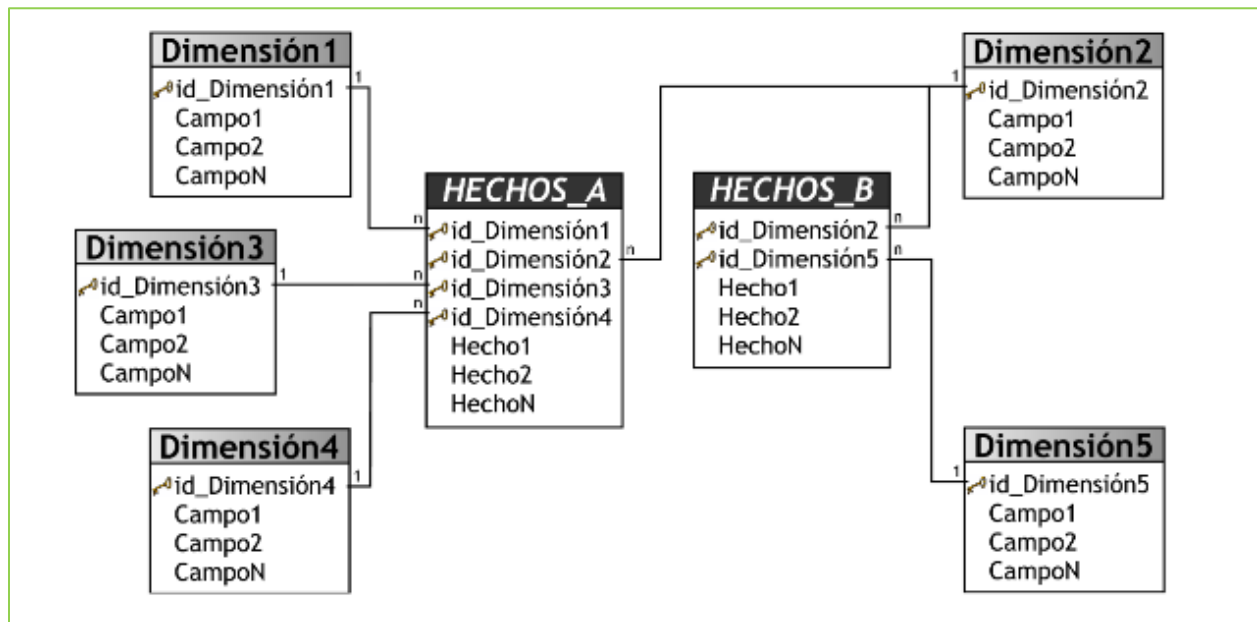 Dimensión1
id_Dimensión1
Campo1
Campo2
CampoN
1
Dimensión3
id_Dimensión3
Campo1
Campo2
CampoN
1
Dimensión4
id_Dimensión4
Campo1
Campo2
CampoN
1
HECHOS_A
n
id_Dimensión1
id_Dimensión2
n
n
id_Dimensión3
n
id_Dimensión4
Hecho1
Hecho2
HechoN
HECHOS_B
id_Dimensión2
n
id_Dimensión5
n
Hecho1
Hecho2
HechoN
Dimensión2
1
id_Dimensión2
Campo1
Campo2
CampoN
Dimensión5
1
id_Dimensión5
Campo1
Campo2
CampoN